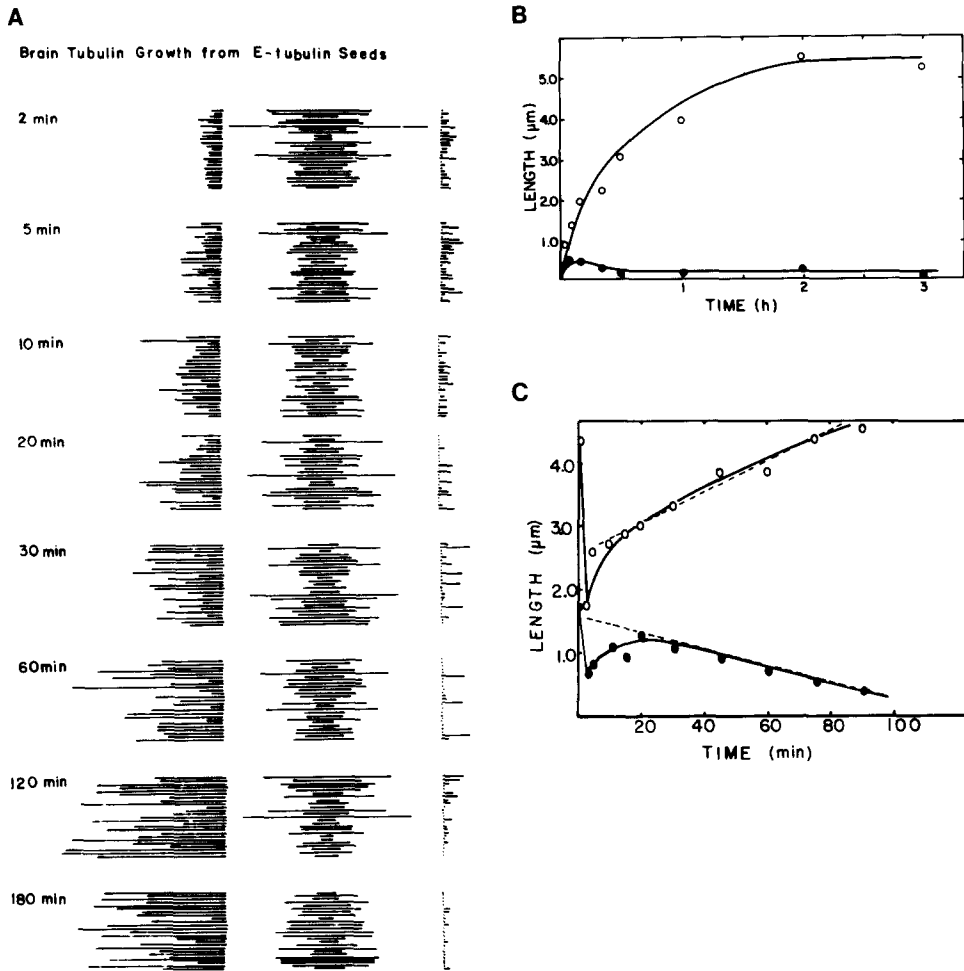 A
Brain Tubulin Growth from E-tubulin Seeds
2 min
5 min
10 min
20 min
30 min
60min
120 min
180 min
B
5.0
4.0
3.0
2.0
1.0
LENGTH (µm)
1
2
3
TIME (h)
C
4.0
3.0
2.0
1.0
LENGTH (µm)
20
40
60
80
100
TIME (min)